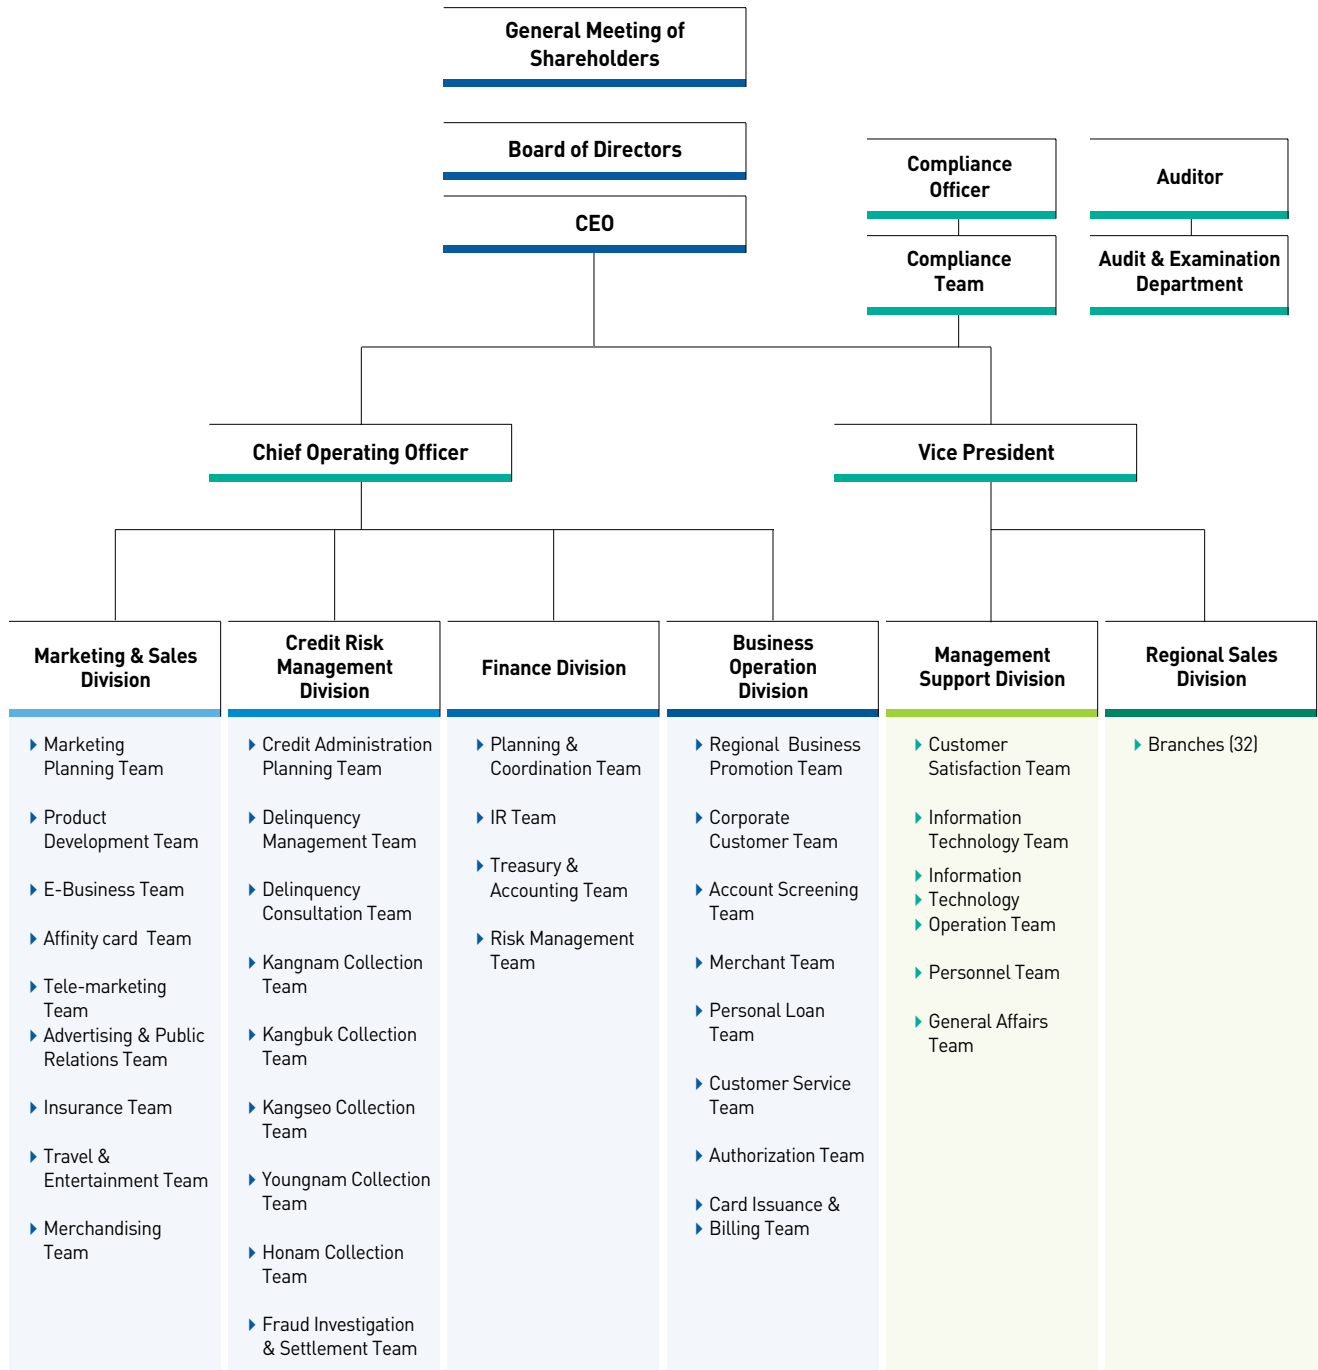 General Meeting of
Shareholders
Board of Directors
CEO
Compliance
Officer
Auditor
Compliance
Team
Audit & Examination
Department
Chief Operating Officer
Vice President
Marketing & Sales
Division
Marketing
Planning Team
Product
Development Team
E-Business Team
Affinity card Team
Tele-marketing
Team
Advertising & Public
Relations Team
Insurance Team
Travel &
Entertainment Team
Merchandising
Team
Credit Risk
Management
Division
Credit Administration
Planning Team
Delinquency
Management Team
Delinquency
Consultation Team
Kangnam Collection
Team
Kangbuk Collection
Team
Kangseo Collection
Team
Youngnam Collection
Team
Honam Collection
Team
Fraud Investigation
& Settlement Team
Finance Division
Planning &
Coordination Team
IR Team
Treasury &
Accounting Team
Risk Management
Team
Business
Operation
Division
Regional Business
Promotion Team
Corporate
Customer Team
Account Screening
Team
Merchant Team
Personal Loan
Team
Customer Service
Team
Authorization Team
Card Issuance &
Billing Team
Management
Support Division
Customer
Satisfaction Team
Information
Technology Team
Information
Technology
Operation Team
Personnel Team
General Affairs
Team
Regional Sales
Division
Branches (32)